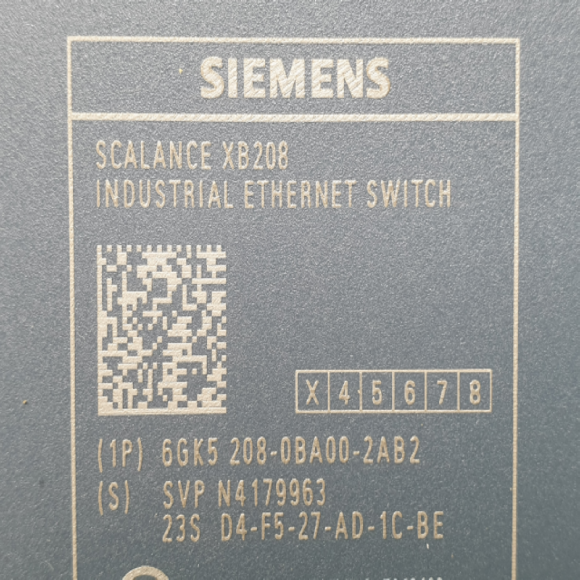 SIEMENS
SCALANCE XB208
INDUSTRIAL ETHERNET SWITCH
X 4 5 6 7 8
(1P) 6GK5 208-0BA00-2AB2
(S) SVP N4179963
23S D4-F5-27-AD-1C-BE